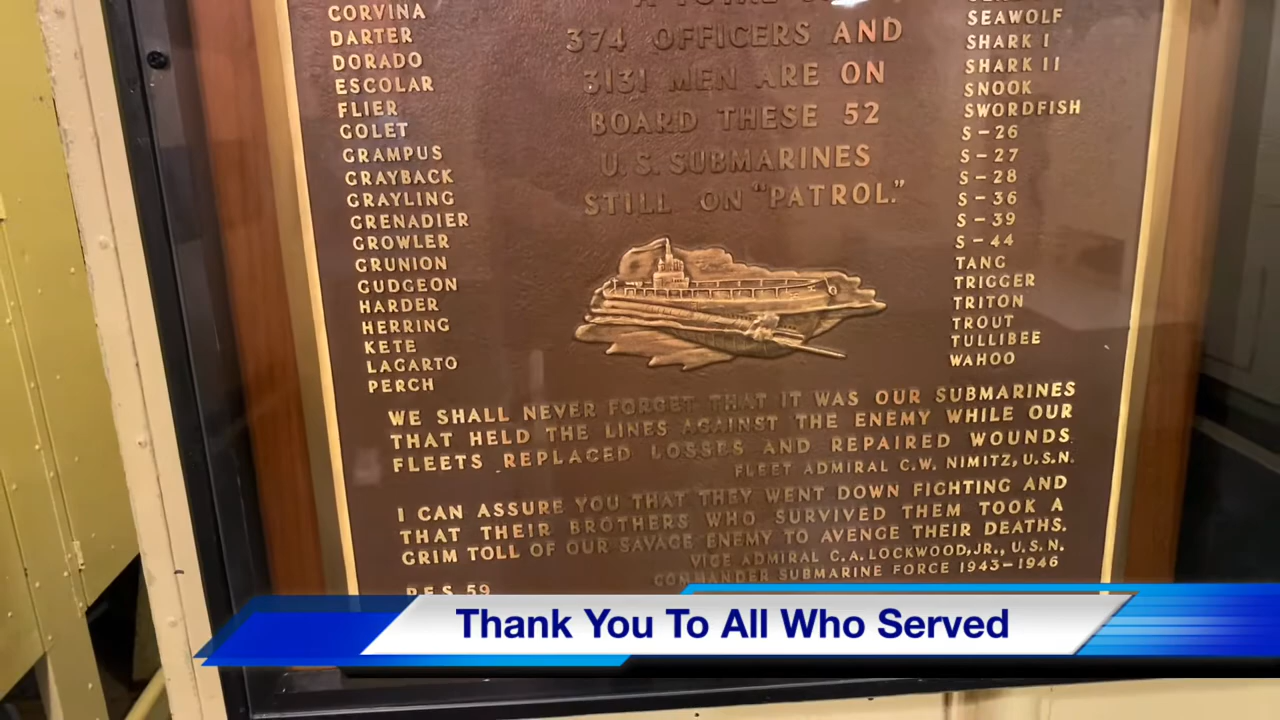 CORVINA
DARTER
DORADO
ESCOLAR
FLIER
GOLET
GRAMPUS
GRAYBACK
GRAYLING
GRENADIER
GROWLER
GRUNION
GUDGEON
HARDER
HERRING
KETE
LAGARTO
PERCH
A TOTAL OF
374 OFFICERS AND
3131 MEN ARE ON
BOARD THESE 52
U.S. SUBMARINES
STILL ON "PATROL."
SEAWOLF
SHARK I
SHARK II
SNOOK
SWORDFISH
S-26
S-27
S-28
S-36
S-39
S-44
TANG
TRIGGER
TRITON
TROUT
TULLIBEE
WAHOO
WE SHALL NEVER FORGET THAT IT WAS OUR SUBMARINES
THAT HELD THE LINES AGAINST THE ENEMY WHILE OUR
FLEETS REPLACED LOSSES AND REPAIRED WOUNDS.
FLEET ADMIRAL C.W. NIMITZ, U.S.N.
I CAN ASSURE YOU THAT THEY WENT DOWN FIGHTING AND
THAT THEIR BROTHERS WHO SURVIVED THEM TOOK A
GRIM TOLL OF OUR SAVAGE ENEMY TO AVENGE THEIR DEATHS.
VICE ADMIRAL C.A. LOCKWOOD, JR., U.S.N.
COMMANDER SUBMARINE FORCE 1943-1946
59
Thank You To All Who Served